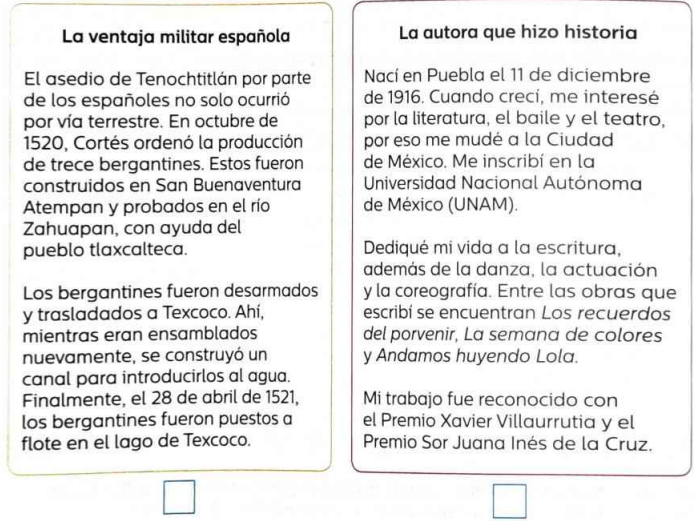 La ventaja militar española
El asedio de Tenochtitlán por parte
de los españoles no solo ocurrió
por vía terrestre. En octubre de
1520, Cortés ordenó la producción
de trece bergantines. Estos fueron
construidos en San Buenaventura
Atempan y probados en el río
Zahuapan, con ayuda del
pueblo tlaxcalteca.
Los bergantines fueron desarmados
y trasladados a Texcoco. Ahí,
mientras eran ensamblados
nuevamente, se construyó un
canal para introducirlos al agua.
Finalmente, el 28 de abril de 1521,
los bergantines fueron puestos a
flote en el lago de Texcoco.
La autora que hizo historia
Nací en Puebla el 11 de diciembre
de 1916. Cuando crecí, me interesé
por la literatura, el baile y el teatro,
por eso me mudé a la Ciudad
de México. Me inscribí en la
Universidad Nacional Autónoma
de México (UNAM).
Dediqué mi vida a la escritura,
además de la danza, la actuación
y la coreografía. Entre las obras que
escribí se encuentran Los recuerdos
del porvenir, La semana de colores
y Andamos huyendo Lola.
Mi trabajo fue reconocido con
el Premio Xavier Villaurrutia y el
Premio Sor Juana Inés de la Cruz.